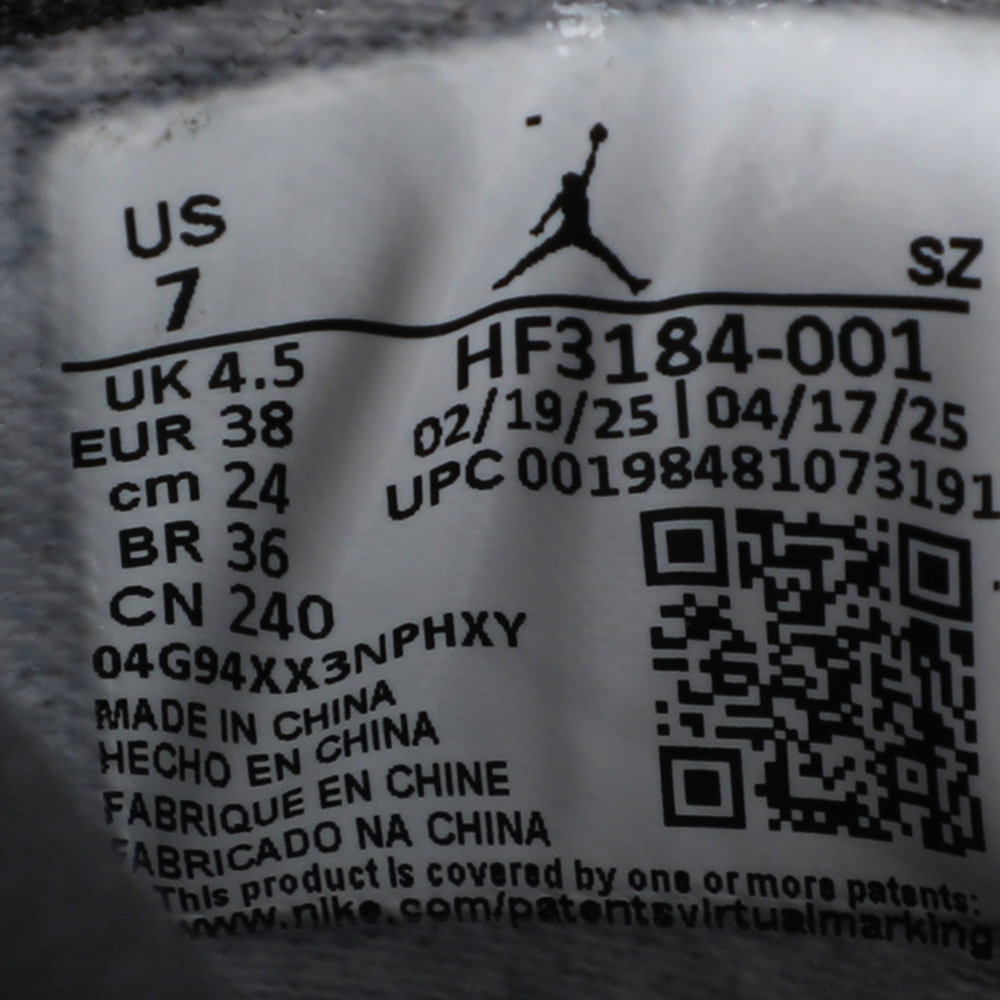 US
7
SZ
UK 4.5
EUR 38
cm 24
BR 36
CN 240
HF3184-001
02/19/25 | 04/17/25
UPC 00198481073191
04G94XX3NPHXY
MADE IN CHINA
HECHO EN CHINA
FABRIQUE EN CHINE
FABRICADO NA CHINA
This product is covered by one or more patents:
www.nike.com/patentsvirtualmarking